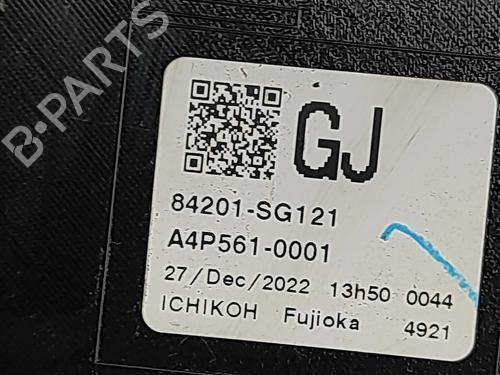 B·PARTS
GJ
84201-SG121
A4P561-0001
27/Dec/2022 13h50 0044
ICHIKOH Fujioka 4921